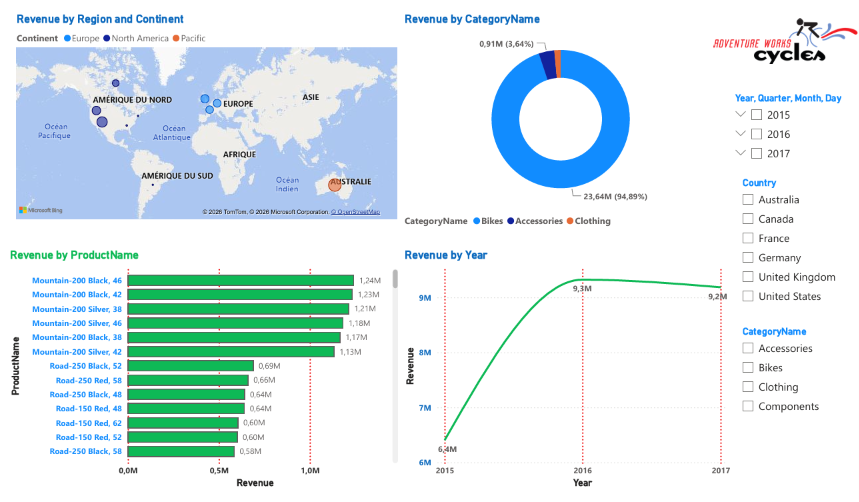 Revenue by Region and Continent
Continent Europe North America Pacific
AMÉRIQUE DU NORD
EUROPE
ASIE
Océan
Pacifique
Océan
Atlantique
AFRIQUE
AMÉRIQUE DU SUD
Océan
Indien
AUSTRALIE
Microsoft Bing
© 2026 TomTom, © 2026 Microsoft Corporation, © OpenStreetMap
Revenue by CategoryName
0,91M (3,64%)
23,64M (94,89%)
CategoryName Bikes Accessories Clothing
ADVENTURE WORKS
cycles
Year, Quarter, Month, Day
2015
2016
2017
Country
Australia
Canada
France
Germany
United Kingdom
United States
CategoryName
Accessories
Bikes
Clothing
Components
Revenue by ProductName
ProductName
Mountain-200 Black, 46 1,24M
Mountain-200 Black, 42 1,23M
Mountain-200 Silver, 38 1,21M
Mountain-200 Silver, 46 1,18M
Mountain-200 Black, 38 1,17M
Mountain-200 Silver, 42 1,13M
Road-250 Black, 52 0,69M
Road-250 Red, 58 0,66M
Road-250 Black, 48 0,64M
Road-150 Red, 48 0,64M
Road-150 Red, 62 0,60M
Road-150 Red, 52 0,60M
Road-250 Black, 58 0,58M
0,0M 0,5M 1,0M
Revenue
Revenue by Year
Revenue
9M
8M
7M
6M
6,4M
9,3M
9,2M
2015 2016 2017
Year